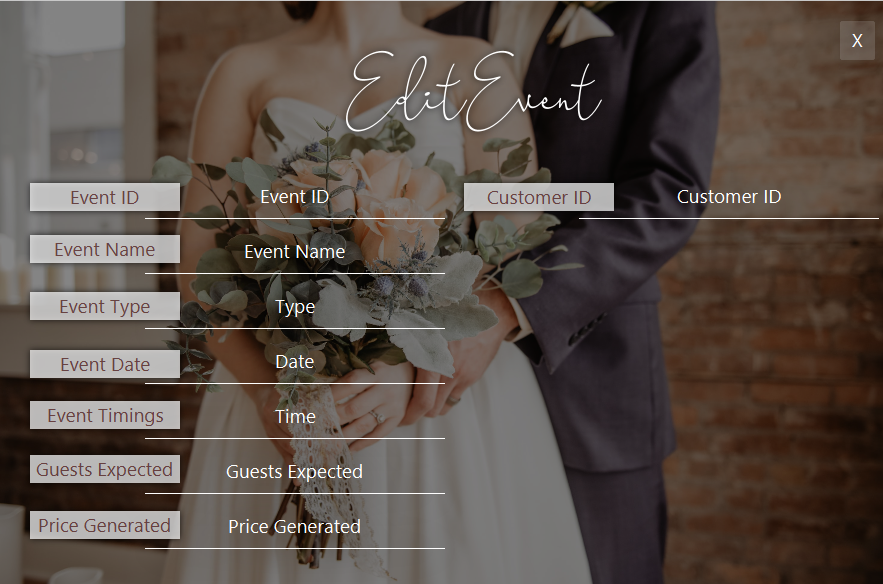 X
Edit Event
Event ID Event ID Customer ID Customer ID
Event Name Event Name
Event Type Type
Event Date Date
Event Timings Time
Guests Expected Guests Expected
Price Generated Price Generated